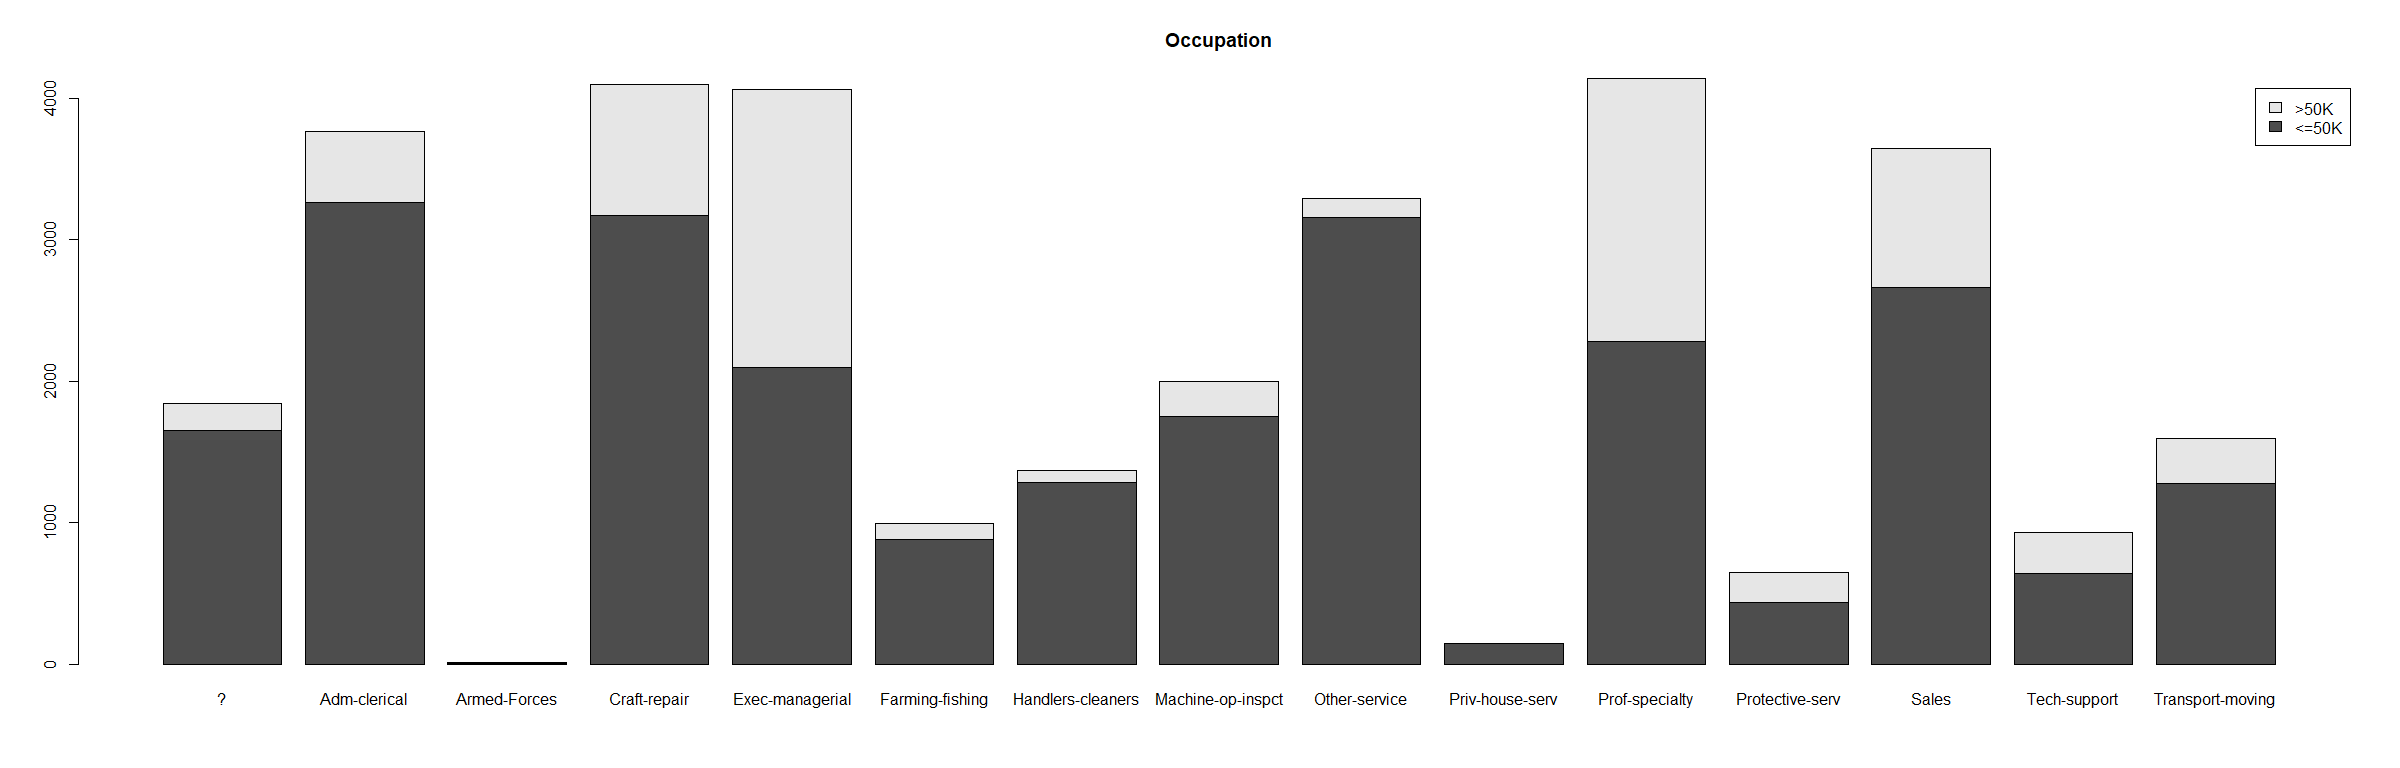 Occupation
4000
3000
2000
1000
0
>50K
<=50K
? Adm-clerical Armed-Forces Craft-repair Exec-managerial Farming-fishing Handlers-cleaners Machine-op-inspct Other-service Priv-house-serv Prof-specialty Protective-serv Sales Tech-support Transport-moving